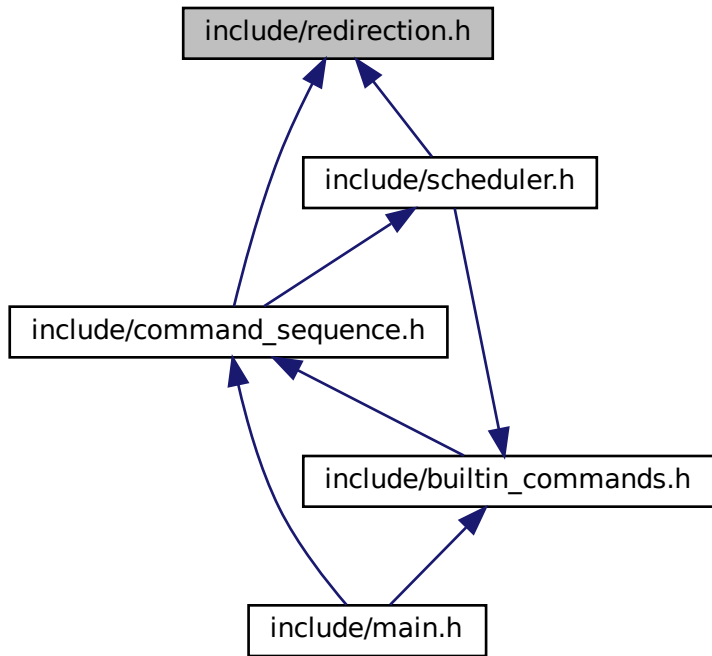 include/redirection.h
include/scheduler.h
include/command_sequence.h
include/builtin_commands.h
include/main.h